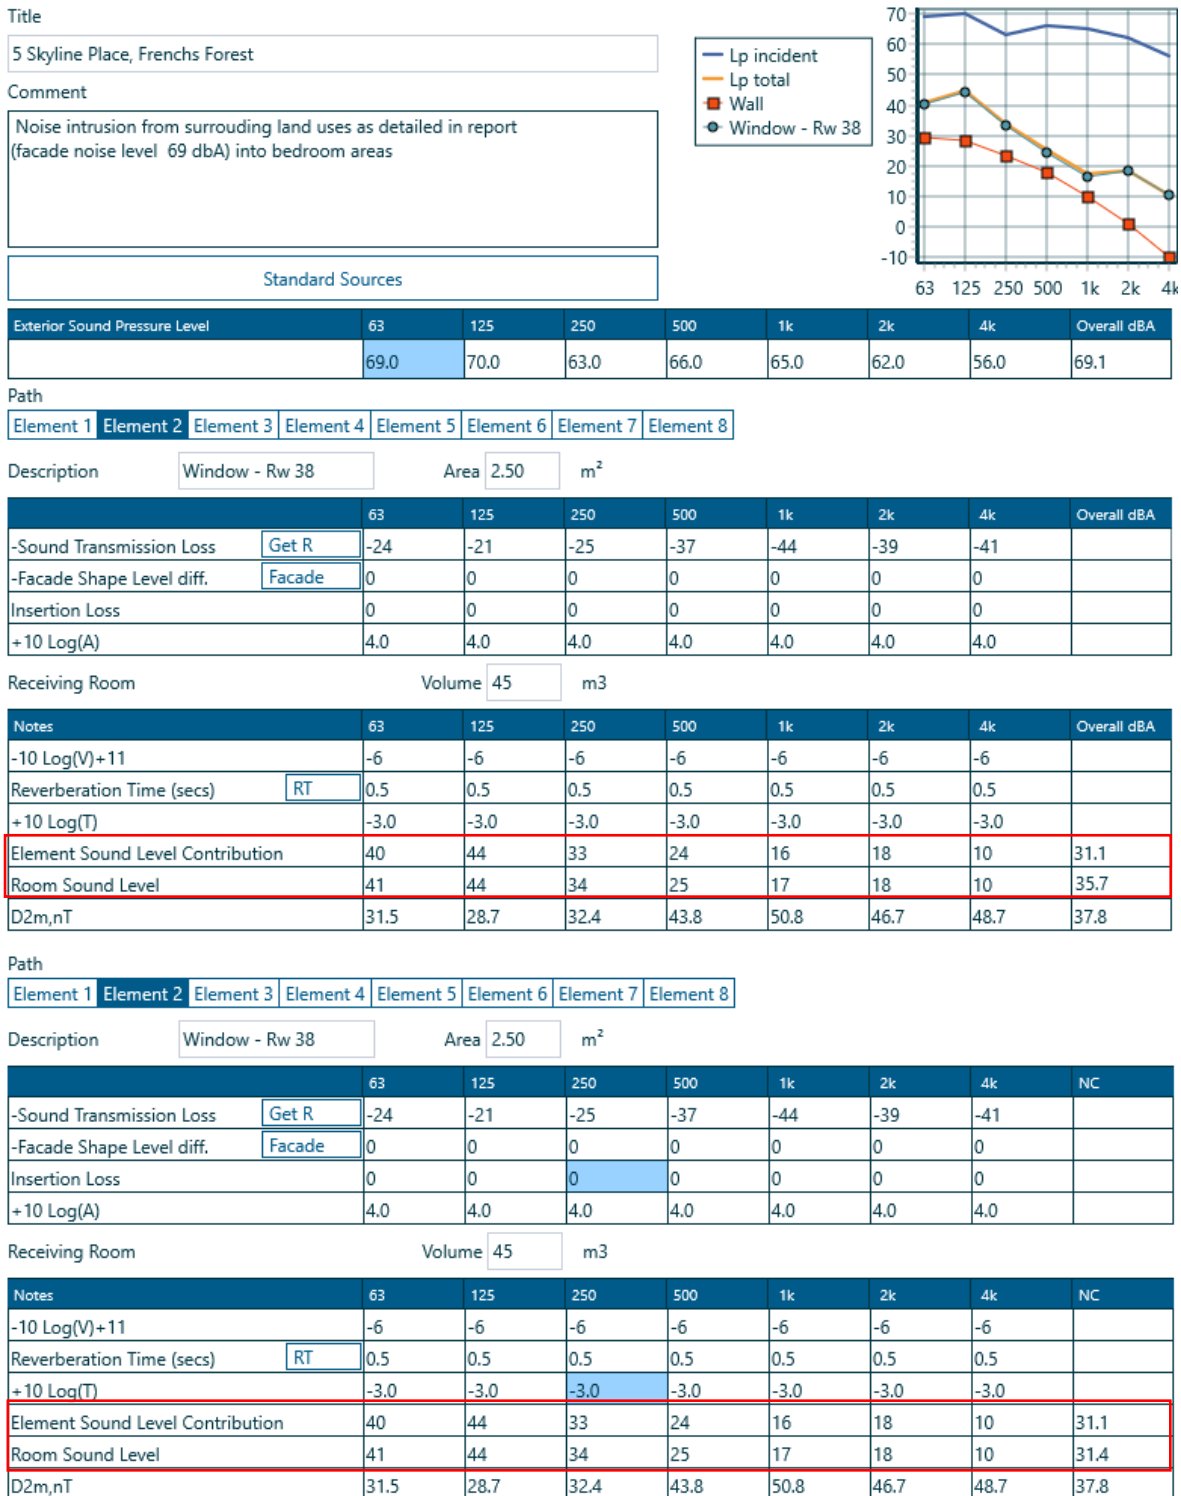 Title
5 Skyline Place, Frenchs Forest
Comment
Noise intrusion from surrouding land uses as detailed in report
(facade noise level 69 dbA) into bedroom areas
Standard Sources
Lp incident
Lp total
Wall
Window - Rw 38
70
60
50
40
30
20
10
0
-10
63 125 250 500 1k 2k 4k
Exterior Sound Pressure Level 63 125 250 500 1k 2k 4k Overall dBA
69.0 70.0 63.0 66.0 65.0 62.0 56.0 69.1
Path
Element 1 Element 2 Element 3 Element 4 Element 5 Element 6 Element 7 Element 8
Description Window - Rw 38 Area 2.50 m²
63 125 250 500 1k 2k 4k Overall dBA
-Sound Transmission Loss Get R -24 -21 -25 -37 -44 -39 -41
-Facade Shape Level diff. Facade 0 0 0 0 0 0 0
Insertion Loss 0 0 0 0 0 0 0
+10 Log(A) 4.0 4.0 4.0 4.0 4.0 4.0 4.0
Receiving Room Volume 45 m3
Notes 63 125 250 500 1k 2k 4k Overall dBA
-10 Log(V)+11 -6 -6 -6 -6 -6 -6 -6
Reverberation Time (secs) RT 0.5 0.5 0.5 0.5 0.5 0.5 0.5
+10 Log(T) -3.0 -3.0 -3.0 -3.0 -3.0 -3.0 -3.0
Element Sound Level Contribution 40 44 33 24 16 18 10 31.1
Room Sound Level 41 44 34 25 17 18 10 35.7
D2m,nT 31.5 28.7 32.4 43.8 50.8 46.7 48.7 37.8
Path
Element 1 Element 2 Element 3 Element 4 Element 5 Element 6 Element 7 Element 8
Description Window - Rw 38 Area 2.50 m²
63 125 250 500 1k 2k 4k NC
-Sound Transmission Loss Get R -24 -21 -25 -37 -44 -39 -41
-Facade Shape Level diff. Facade 0 0 0 0 0 0 0
Insertion Loss 0 0 0 0 0 0 0
+10 Log(A) 4.0 4.0 4.0 4.0 4.0 4.0 4.0
Receiving Room Volume 45 m3
Notes 63 125 250 500 1k 2k 4k NC
-10 Log(V)+11 -6 -6 -6 -6 -6 -6 -6
Reverberation Time (secs) RT 0.5 0.5 0.5 0.5 0.5 0.5 0.5
+10 Log(T) -3.0 -3.0 -3.0 -3.0 -3.0 -3.0 -3.0
Element Sound Level Contribution 40 44 33 24 16 18 10 31.1
Room Sound Level 41 44 34 25 17 18 10 31.4
D2m,nT 31.5 28.7 32.4 43.8 50.8 46.7 48.7 37.8